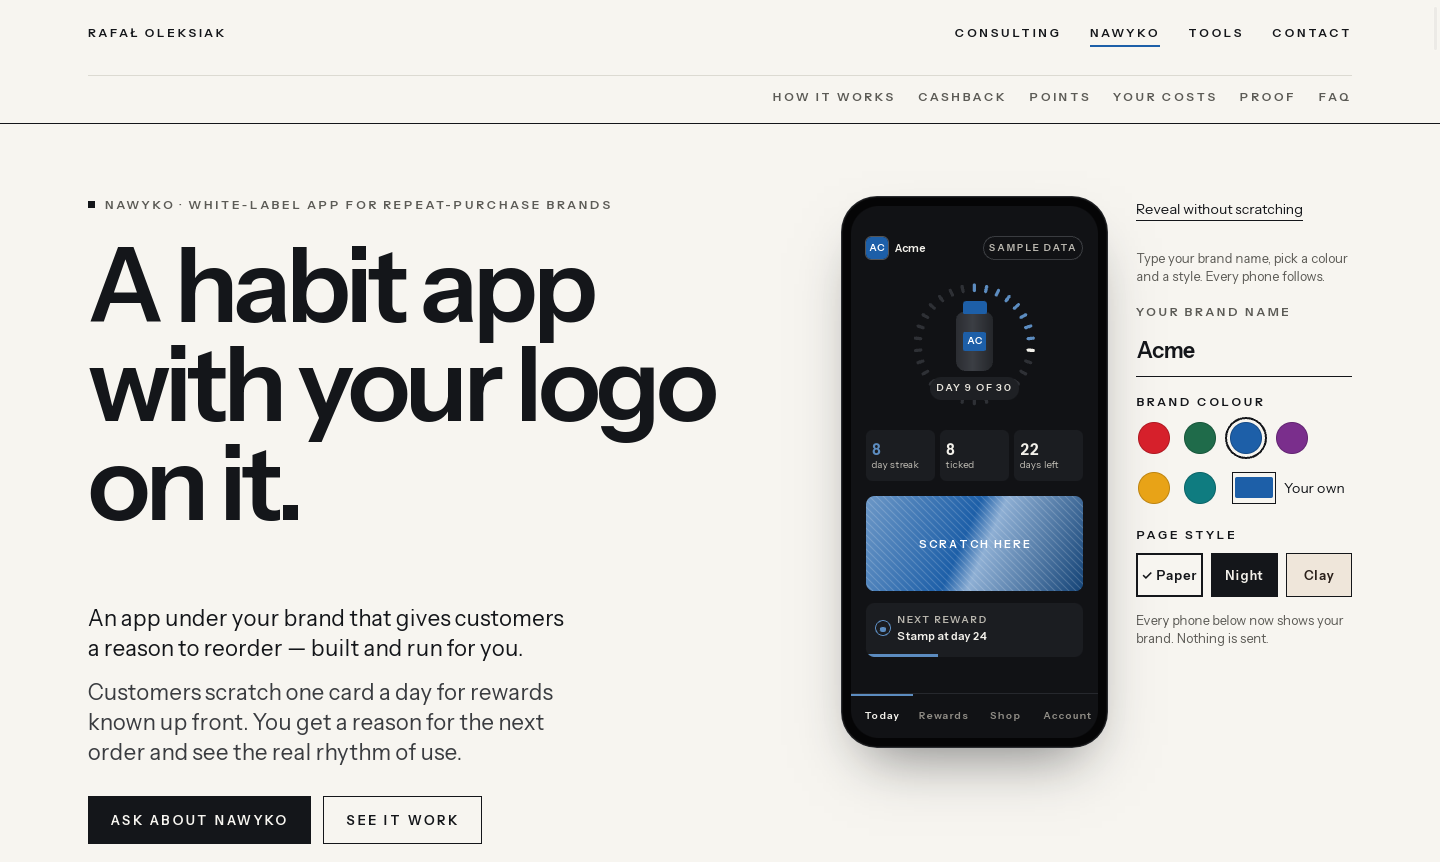 RAFAŁ OLEKSIAK
CONSULTING NAWYKO TOOLS CONTACT
HOW IT WORKS CASHBACK POINTS YOUR COSTS PROOF FAQ
NAWYKO · WHITE-LABEL APP FOR REPEAT-PURCHASE BRANDS
A habit app
with your logo
on it.
An app under your brand that gives customers
a reason to reorder — built and run for you.
Customers scratch one card a day for rewards
known up front. You get a reason for the next
order and see the real rhythm of use.
ASK ABOUT NAWYKO SEE IT WORK
AC Acme SAMPLE DATA
AC
DAY 9 OF 30
8 8 22
day streak ticked days left
SCRATCH HERE
NEXT REWARD
Stamp at day 24
Today Rewards Shop Account
Reveal without scratching
Type your brand name, pick a colour
and a style. Every phone follows.
YOUR BRAND NAME
Acme
BRAND COLOUR
Your own
PAGE STYLE
✓ Paper Night Clay
Every phone below now shows your
brand. Nothing is sent.